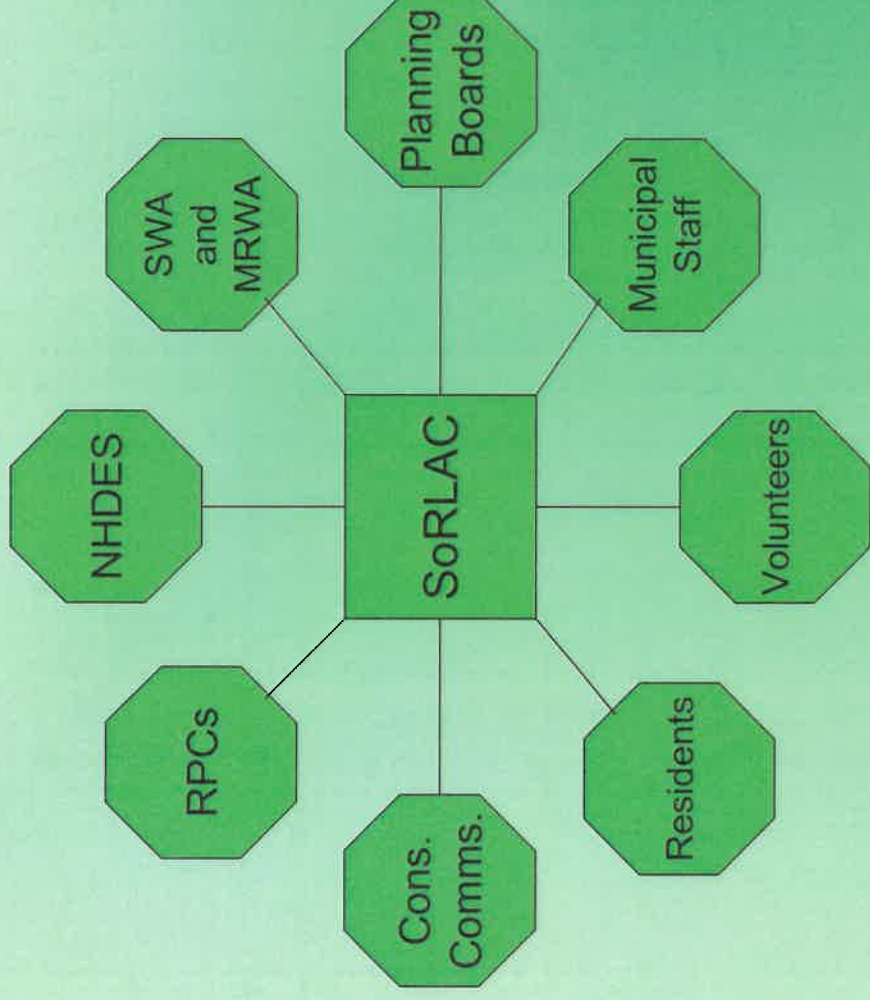 Cons.
Comms.
Residents
RPCs
Volunteers
SoRLAC
NHDES
Municipal
Staff
SWA
and
MRWA
Planning
Boards